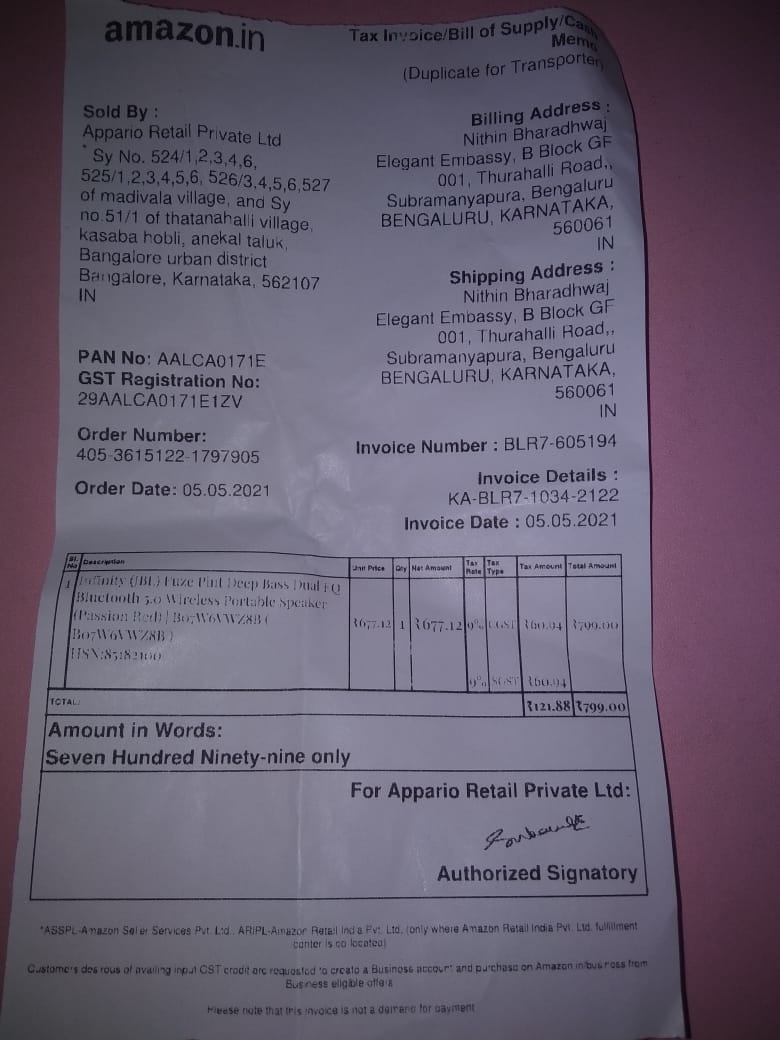 amazon.in
Tax Invoice/Bill of Supply/Cash
Memo
(Duplicate for Transporter)
Sold By :
Appario Retail Private Ltd
* Sy No. 524/1,2,3,4,6,
525/1,2,3,4,5,6, 526/3,4,5,6,527
of madivala village, and Sy
no.51/1 of thatanahalli village,
kasaba hobli, anekal taluk,
Bangalore urban district
Bangalore, Karnataka, 562107
IN
Billing Address :
Nithin Bharadhwaj
Elegant Embassy, B Block GF
001, Thurahalli Road,,
Subramanyapura, Bengaluru
BENGALURU, KARNATAKA,
560061
IN
Shipping Address :
Nithin Bharadhwaj
Elegant Embassy, B Block GF
001, Thurahalli Road,,
Subramanyapura, Bengaluru
BENGALURU, KARNATAKA,
560061
IN
PAN No: AALCA0171E
GST Registration No:
29AALCA0171E1ZV
Order Number:
405-3615122-1797905
Order Date: 05.05.2021
Invoice Number : BLR7-605194
Invoice Details :
KA-BLR7-1034-2122
Invoice Date : 05.05.2021
Sl. No Description Unit Price Qty Net Amount Tax Rate Tax Type Tax Amount Total Amount
1 Infinity (JBL) Fuze Pint Deep Bass Dual EQ
Bluetooth 5.0 Wireless Portable Speaker
(Passion Red) | B07W6VWZ8B (
B07W6VWZ8B )
HSN:85182100
₹677.12 1 ₹677.12 9% CGST ₹60.94 ₹799.00
9% SGST ₹60.94
TOTAL: ₹121.88 ₹799.00
Amount in Words:
Seven Hundred Ninety-nine only
For Appario Retail Private Ltd:
Authorized Signatory
*ASSPL-Amazon Seller Services Pvt. Ltd., ARIPL-Amazon Retail India Pvt. Ltd. (only where Amazon Retail India Pvt. Ltd. fulfillment
center is co located)
Customers desirous of availing input GST credit are requested to create a Business account and purchase on Amazon.in/business from
Business eligible offers
Please note that this invoice is not a demand for payment